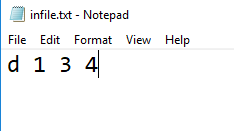 infile.txt - Notepad
File Edit Format View Help
d 1 3 4